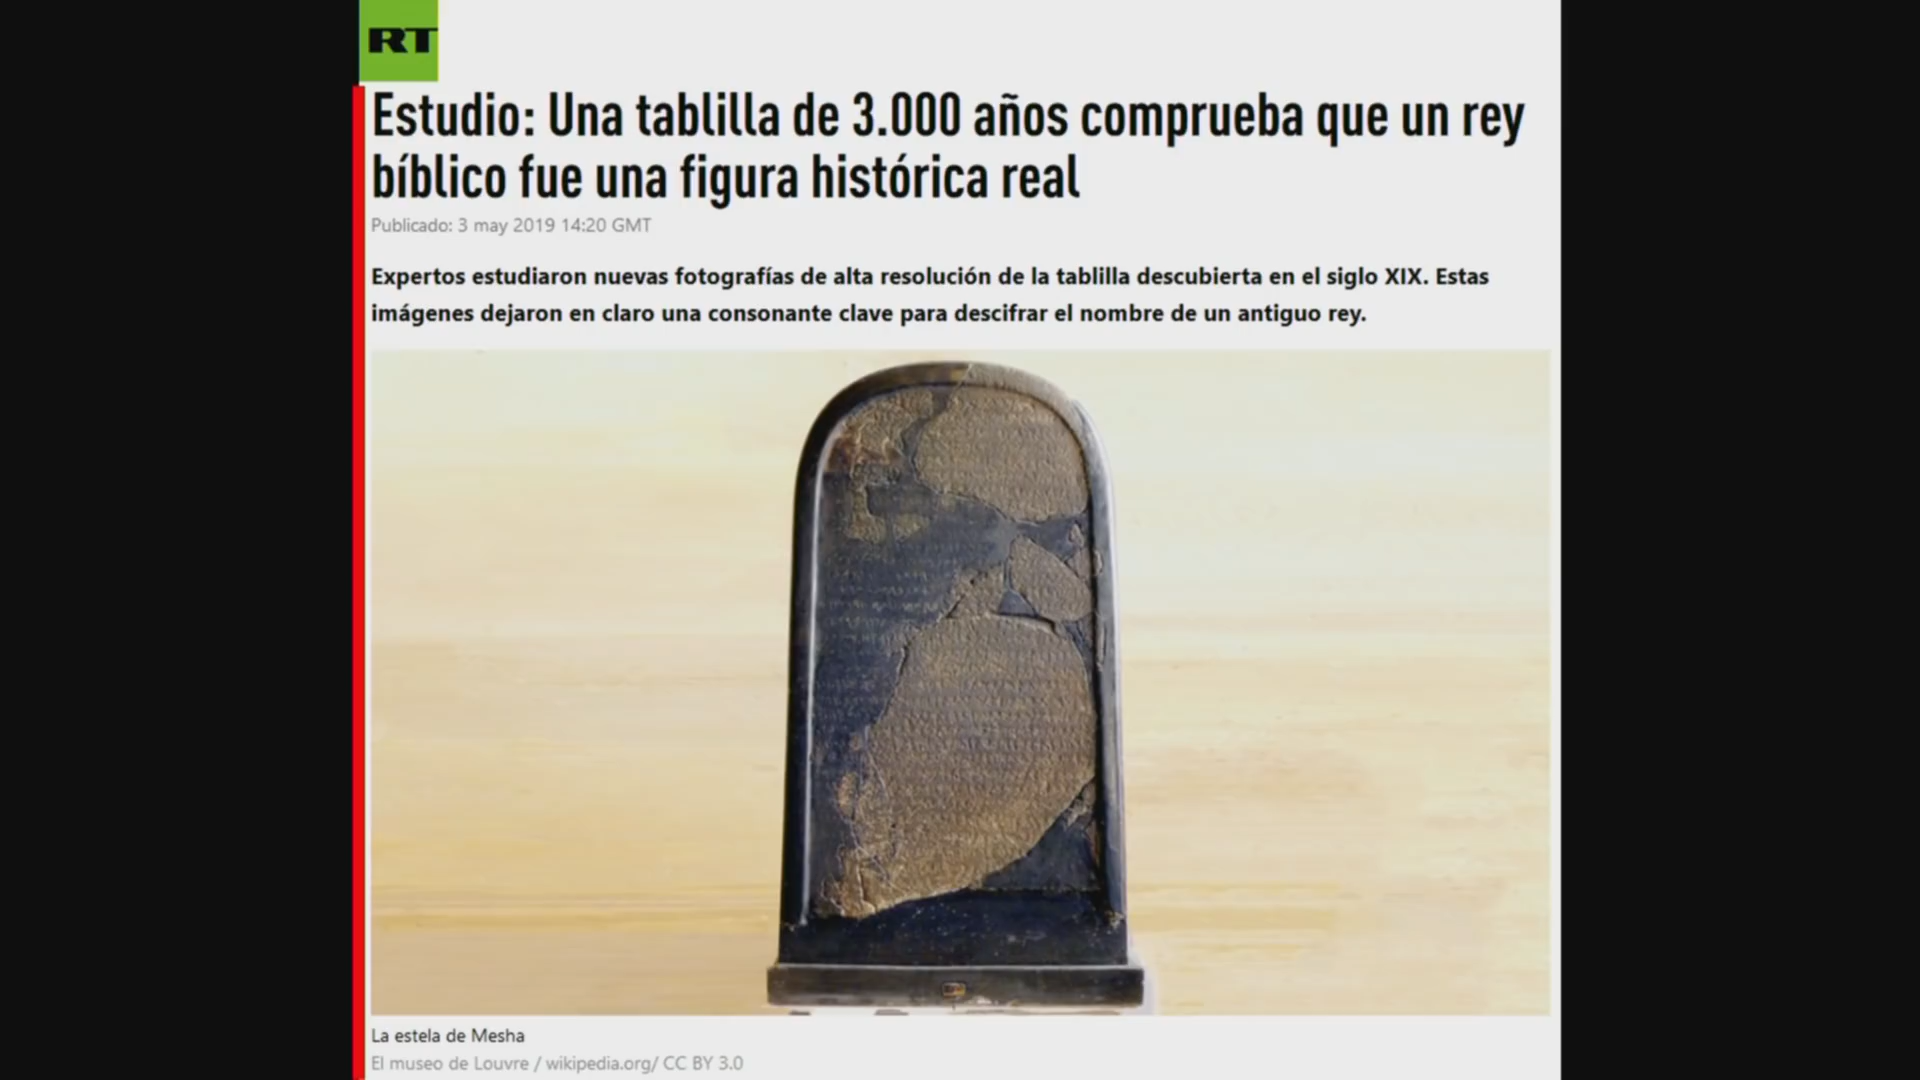 RT
Estudio: Una tablilla de 3.000 años comprueba que un rey
bíblico fue una figura histórica real
Publicado: 3 may 2019 14:20 GMT
Expertos estudiaron nuevas fotografías de alta resolución de la tablilla descubierta en el siglo XIX. Estas
imágenes dejaron en claro una consonante clave para descifrar el nombre de un antiguo rey.
La estela de Mesha
El museo de Louvre / wikipedia.org/ CC BY 3.0